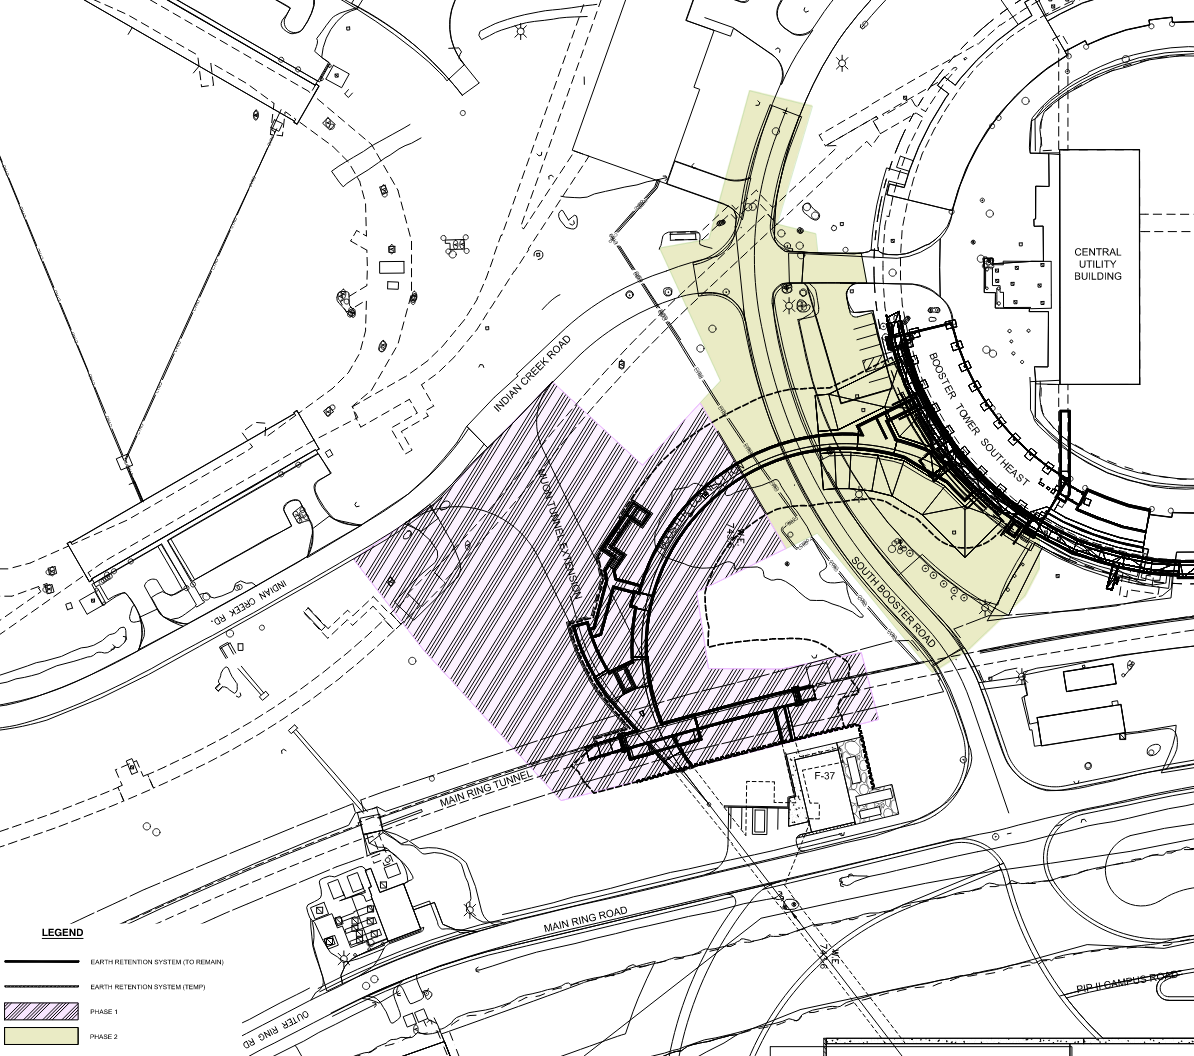 CENTRAL
UTILITY
BUILDING
INDIAN CREEK ROAD
BOOSTER TOWER SOUTHEAST
MUON TUNNEL EXTENSION
SOUTH BOOSTER ROAD
INDIAN CREEK RD.
MAIN RING TUNNEL
F-37
MAIN RING ROAD
OUTER RING RD
PIP II CAMPUS ROAD
LEGEND
EARTH RETENTION SYSTEM (TO REMAIN)
EARTH RETENTION SYSTEM (TEMP)
PHASE 1
PHASE 2